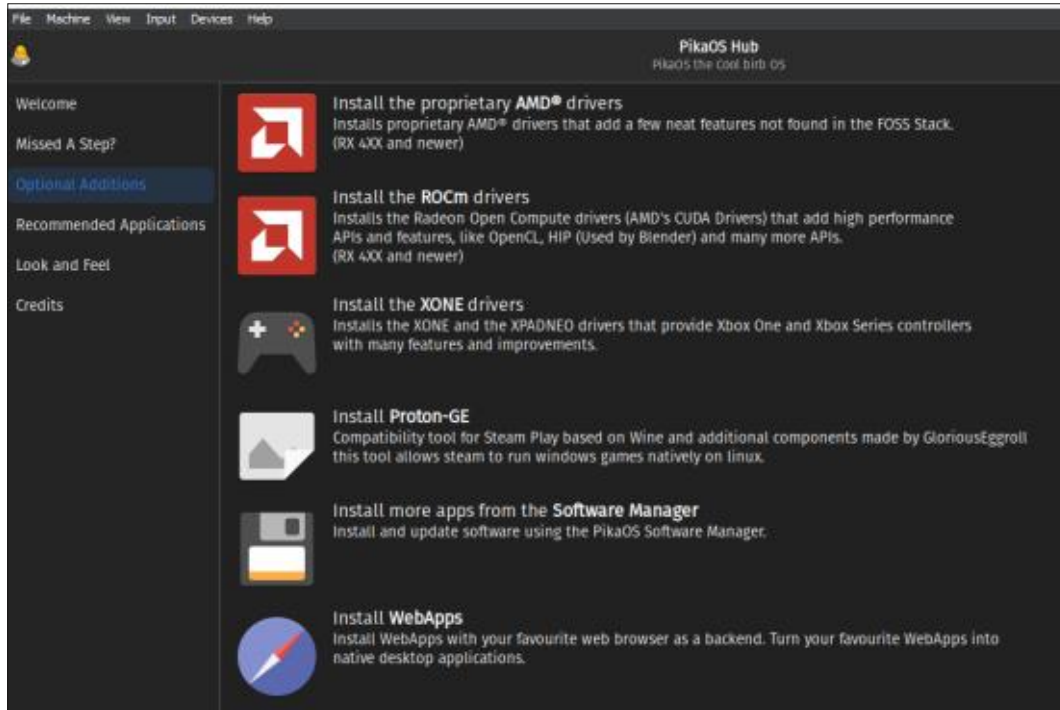 File Machine View Input Devices Help
PikaOS Hub
PikaOS the cool birb OS
Welcome
Missed A Step?
Optional Additions
Recommended Applications
Look and Feel
Credits
Install the proprietary AMD® drivers
Installs proprietary AMD® drivers that add a few neat features not found in the FOSS Stack.
(RX 4XX and newer)
Install the ROCm drivers
Installs the Radeon Open Compute drivers (AMD's CUDA Drivers) that add high performance
APIs and features, like OpenCL, HIP (Used by Blender) and many more APIs.
(RX 4XX and newer)
Install the XONE drivers
Installs the XONE and the XPADNEO drivers that provide Xbox One and Xbox Series controllers
with many features and improvements.
Install Proton-GE
Compatibility tool for Steam Play based on Wine and additional components made by GloriousEggroll
this tool allows steam to run windows games natively on linux.
Install more apps from the Software Manager
Install and update software using the PikaOS Software Manager.
Install WebApps
Install WebApps with your favourite web browser as a backend. Turn your favourite WebApps into
native desktop applications.